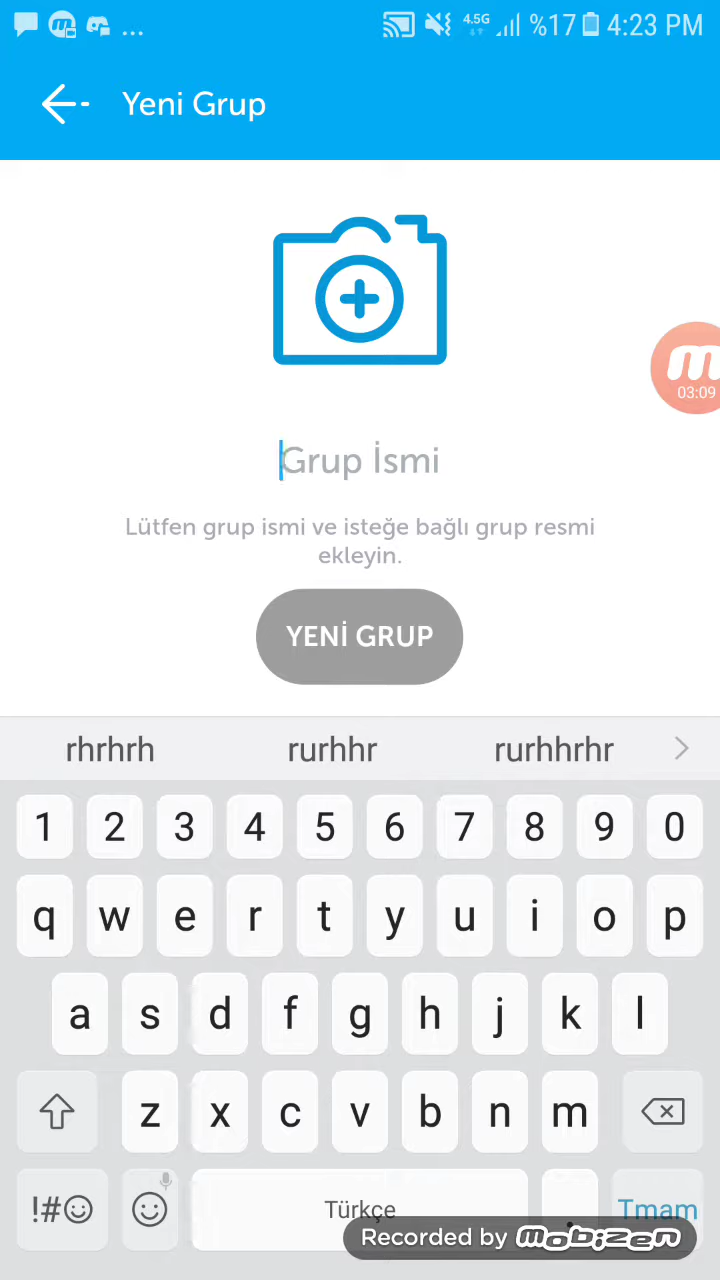 ... 4.5G %17 4:23 PM
Yeni Grup
03:09
Grup İsmi
Lütfen grup ismi ve isteğe bağlı grup resmi
ekleyin.
YENİ GRUP
rhrhrh rurhhr rurhhrhr
1 2 3 4 5 6 7 8 9 0
q w e r t y u i o p
a s d f g h j k l
z x c v b n m
!#☺ Türkçe . Tmam
Recorded by mobizen